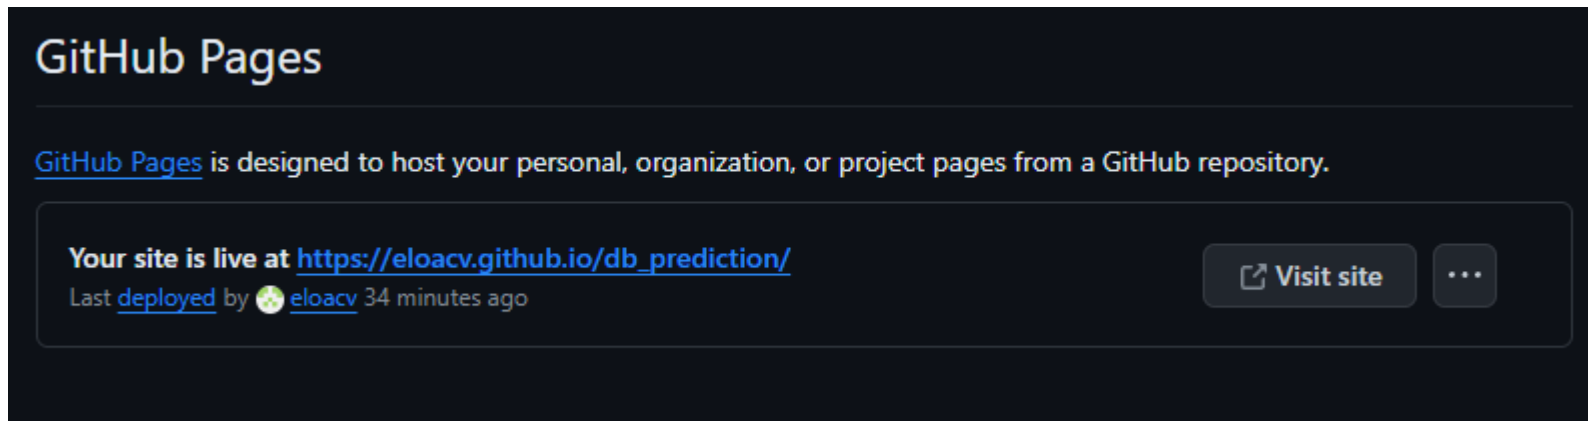 GitHub Pages
GitHub Pages is designed to host your personal, organization, or project pages from a GitHub repository.
Your site is live at https://eloacv.github.io/db_prediction/
Last deployed by eloacv 34 minutes ago
Visit site